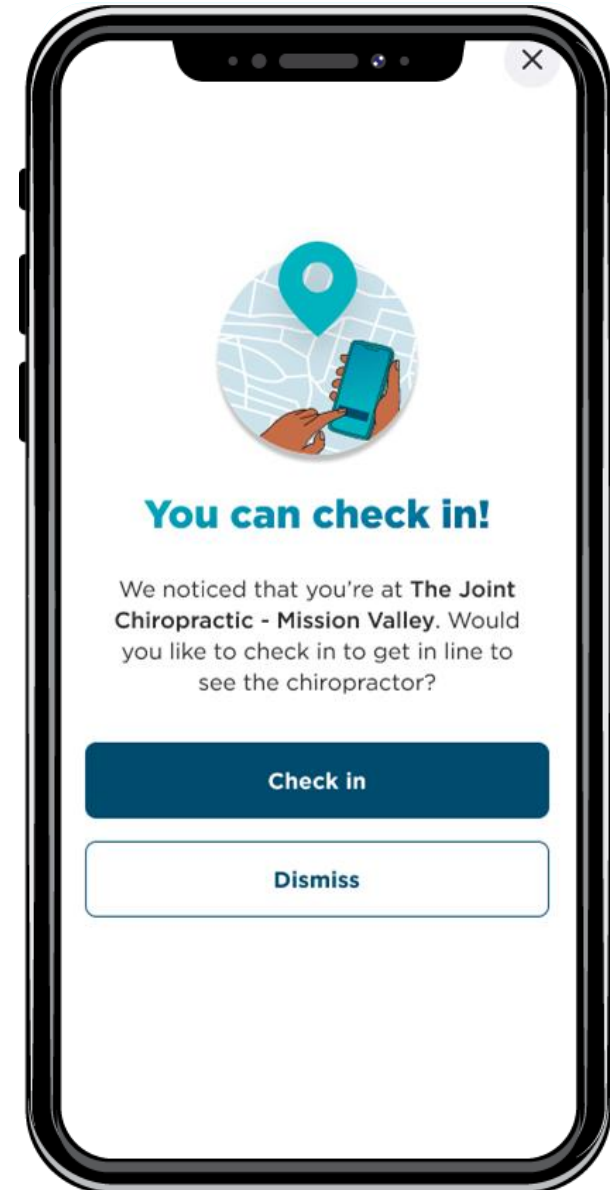 You can check in!
We noticed that you’re at The Joint
Chiropractic - Mission Valley. Would
you like to check in to get in line to
see the chiropractor?
Check in
Dismiss